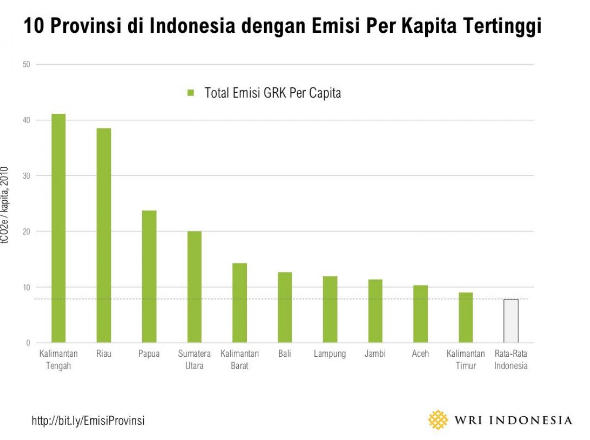 10 Provinsi di Indonesia dengan Emisi Per Kapita Tertinggi
Total Emisi GRK Per Capita
tCO2e / kapita, 2010
50
40
30
20
10
0
Kalimantan
Tengah
Riau
Papua
Sumatera
Utara
Kalimantan
Barat
Bali
Lampung
Jambi
Aceh
Kalimantan
Timur
Rata-Rata
Indonesia
http://bit.ly/EmisiProvinsi
WRI INDONESIA